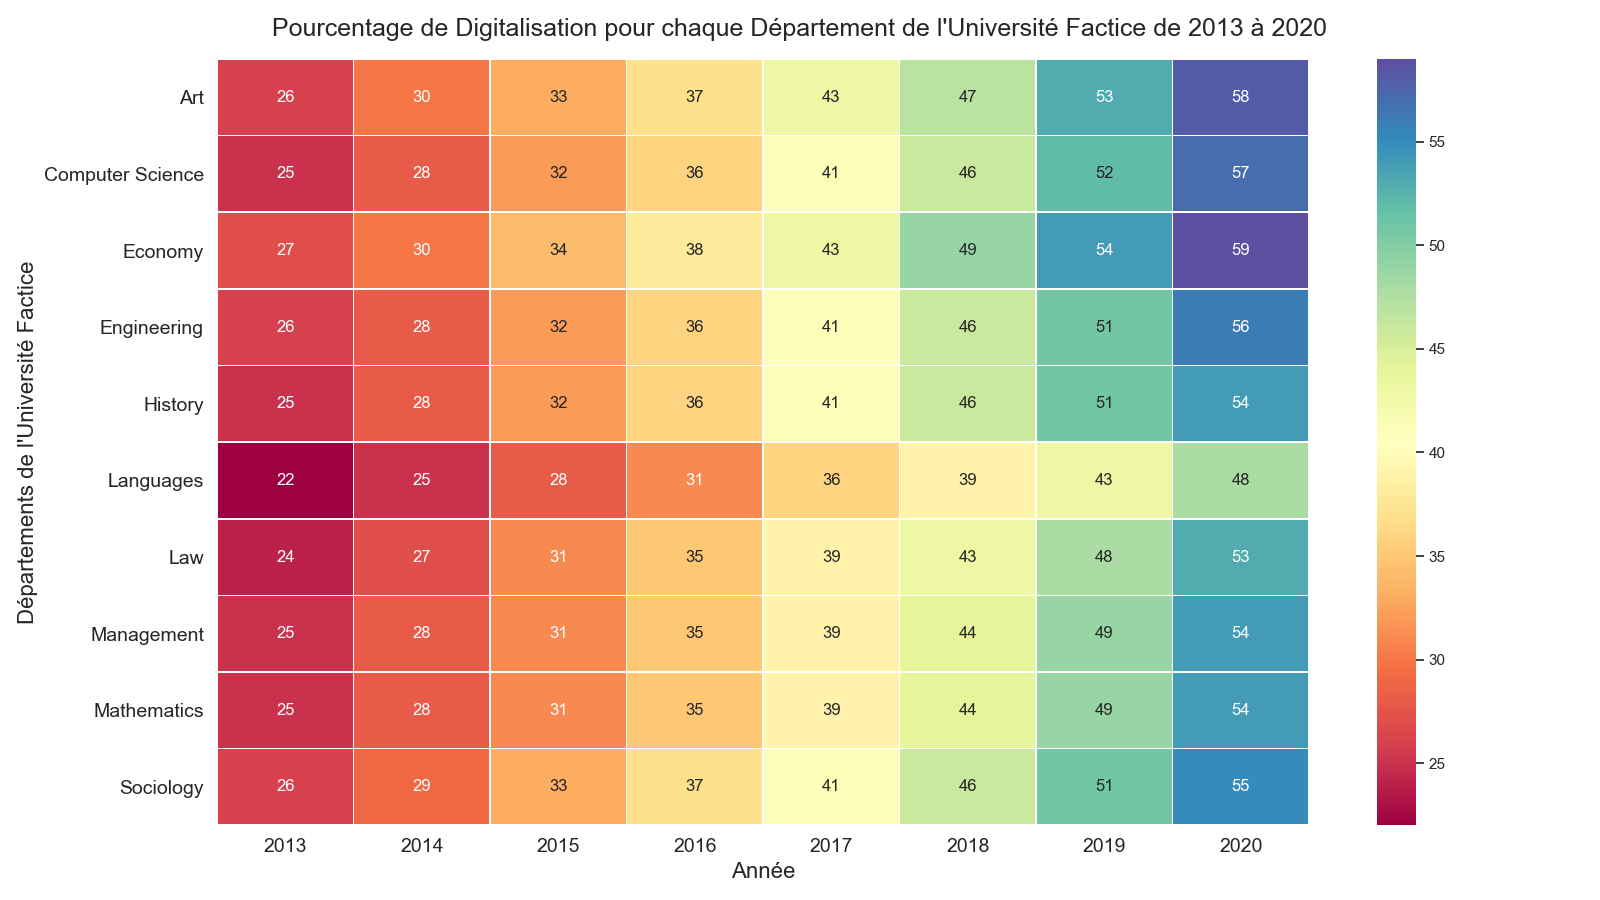 Pourcentage de Digitalisation pour chaque Département de l'Université Factice de 2013 à 2020
Départements de l'Université Factice
Art 26 30 33 37 43 47 53 58
Computer Science 25 28 32 36 41 46 52 57
Economy 27 30 34 38 43 49 54 59
Engineering 26 28 32 36 41 46 51 56
History 25 28 32 36 41 46 51 54
Languages 22 25 28 31 36 39 43 48
Law 24 27 31 35 39 43 48 53
Management 25 28 31 35 39 44 49 54
Mathematics 25 28 31 35 39 44 49 54
Sociology 26 29 33 37 41 46 51 55
2013 2014 2015 2016 2017 2018 2019 2020
Année
55
50
45
40
35
30
25